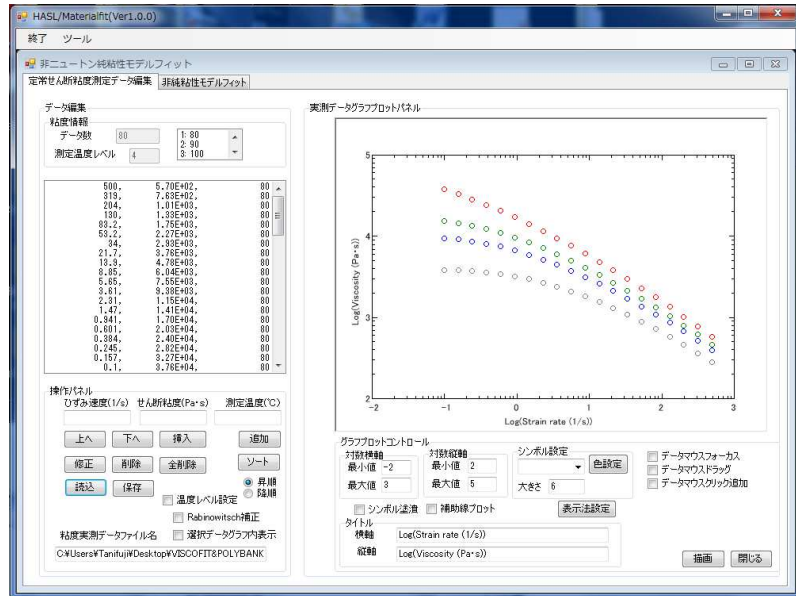 HASL/Materialfit(Ver1.0.0)
終了 ツール
非ニュートン純粘性モデルフィット
定常せん断粘度測定データ編集 非純粘性モデルフィット
データ編集
粘度情報
データ数 80
測定温度レベル 4
1: 80
2: 90
3: 100
500, 5.70E+02, 80
319, 7.63E+02, 80
204, 1.01E+03, 80
130, 1.33E+03, 80
83.2, 1.75E+03, 80
53.2, 2.27E+03, 80
34, 2.93E+03, 80
21.7, 3.76E+03, 80
13.9, 4.78E+03, 80
8.85, 6.04E+03, 80
5.65, 7.55E+03, 80
3.61, 9.38E+03, 80
2.31, 1.15E+04, 80
1.47, 1.41E+04, 80
0.941, 1.70E+04, 80
0.601, 2.03E+04, 80
0.384, 2.40E+04, 80
0.245, 2.82E+04, 80
0.157, 3.27E+04, 80
0.1, 3.76E+04, 80
操作パネル
ひずみ速度(1/s) せん断粘度(Pa・s) 測定温度(℃)
上へ 下へ 挿入 追加
修正 削除 全削除 ソート
読込 保存
昇順
降順
温度レベル設定
Rabinowitsch補正
粘度実測データファイル名 選択データグラフ内表示
C:¥Users¥Tanifuji¥Desktop¥VISCOFIT&POLYBANK
実測データグラフプロットパネル
5
4
3
2
Log(Viscosity (Pa・s))
-2 -1 0 1 2 3
Log(Strain rate (1/s))
グラフプロットコントロール
対数横軸
最小値 -2
最大値 3
対数縦軸
最小値 2
最大値 5
シンボル設定
色設定
大きさ 6
データマウスフォーカス
データマウスドラッグ
データマウスクリック追加
シンボル塗潰 補助線プロット 表示法設定
タイトル
横軸 Log(Strain rate (1/s))
縦軸 Log(Viscosity (Pa・s))
描画 閉じる